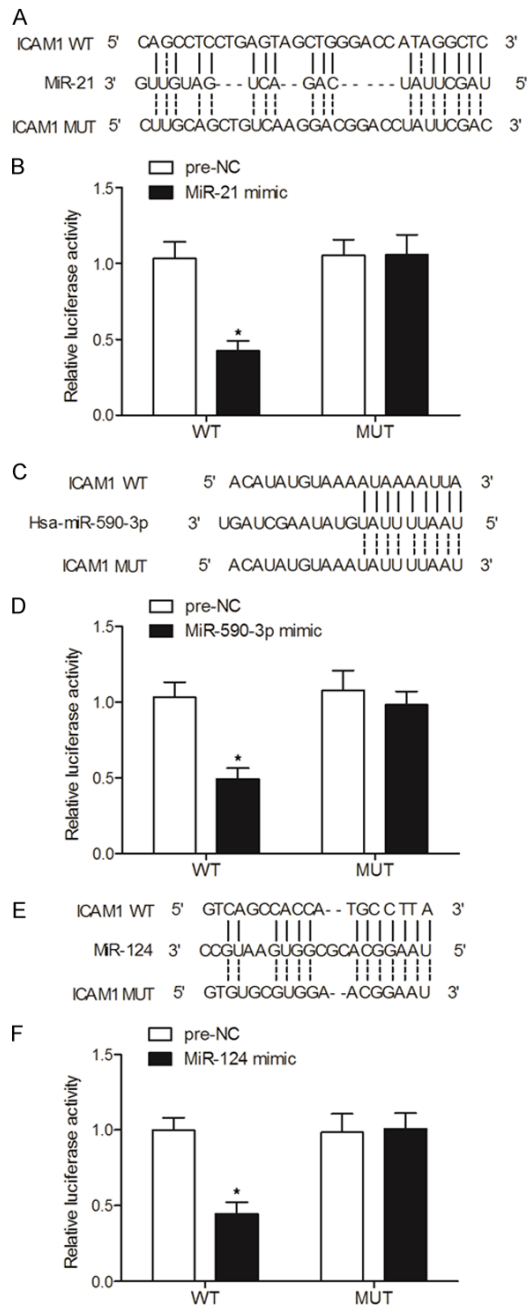 A
ICAM1 WT 5' CAGCCTCCTGAGTAGCTGGGACCATAGGCTC 3'
MiR-21 3' GUUGUAG---UCA--GAC------UAUUCGAU 5'
ICAM1 MUT 5' CUUGCAGCTGUCAAGGACGGACCUAUUCGAC 3'
B
pre-NC
MiR-21 mimic
Relative luciferase activity
1.5
1.0
0.5
0.0
*
WT MUT
C
ICAM1 WT 5' ACAUAUGUAAAAUAAAAUUA 3'
Hsa-miR-590-3p 3' UGAUCGAAUAUGUAUUUUAAU 5'
ICAM1 MUT 5' ACAUAUGUAAAUAUUUUAAU 3'
D
pre-NC
MiR-590-3p mimic
Relative luciferase activity
1.5
1.0
0.5
0.0
*
WT MUT
E
ICAM1 WT 5' GTCAGCCACCA--TGCCTTA 3'
MiR-124 3' CCGUAAGUGGCGCACGGAAU 5'
ICAM1 MUT 5' GTGUGCGUGGA--ACGGAAU 3'
F
pre-NC
MiR-124 mimic
Relative luciferase activity
1.5
1.0
0.5
0.0
*
WT MUT